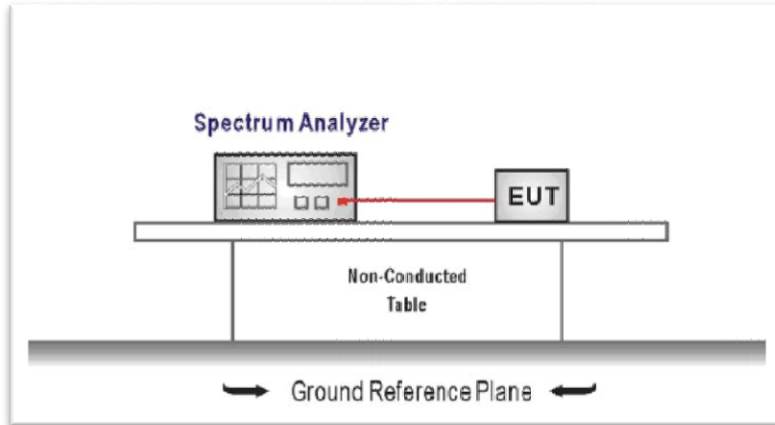 Spectrum Analyzer
EUT
Non-Conducted
Table
Ground Reference Plane